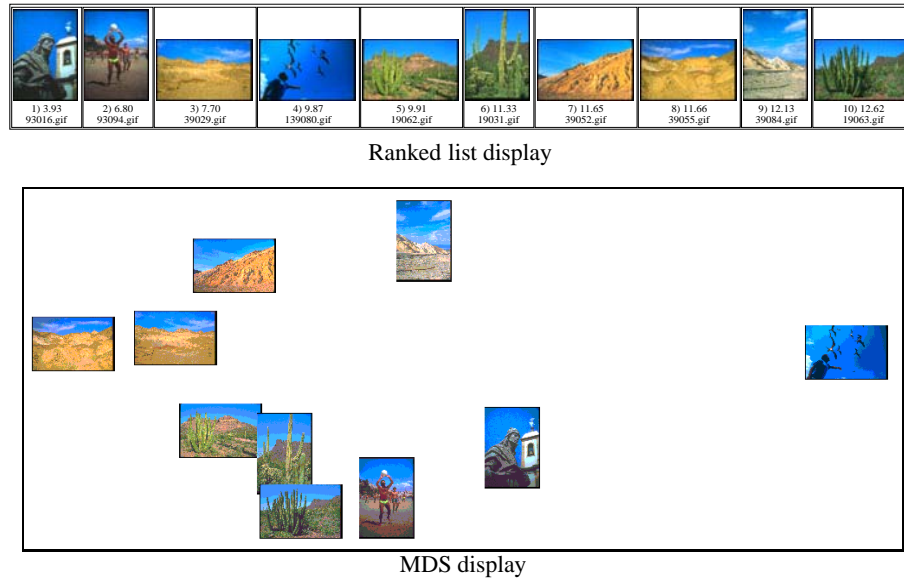 1) 3.93 2) 6.80 3) 7.70 4) 9.87 5) 9.91 6) 11.33 7) 11.65 8) 11.66 9) 12.13 10) 12.62
93016.gif 93094.gif 39029.gif 139080.gif 19062.gif 19031.gif 39052.gif 39055.gif 39084.gif 19063.gif
Ranked list display
MDS display